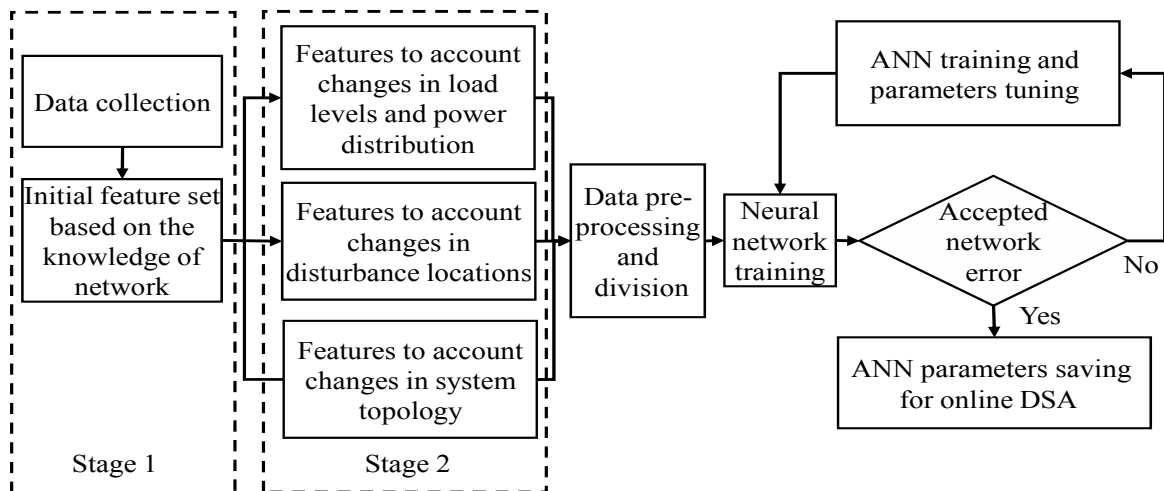 Data collection
Initial feature set
based on the
knowledge of
network
Stage 1
Features to account
changes in load
levels and power
distribution
Features to account
changes in
disturbance locations
Features to account
changes in system
topology
Stage 2
Data pre-
processing
and
division
Neural
network
training
ANN training and
parameters tuning
Accepted
network
error
No
Yes
ANN parameters saving
for online DSA